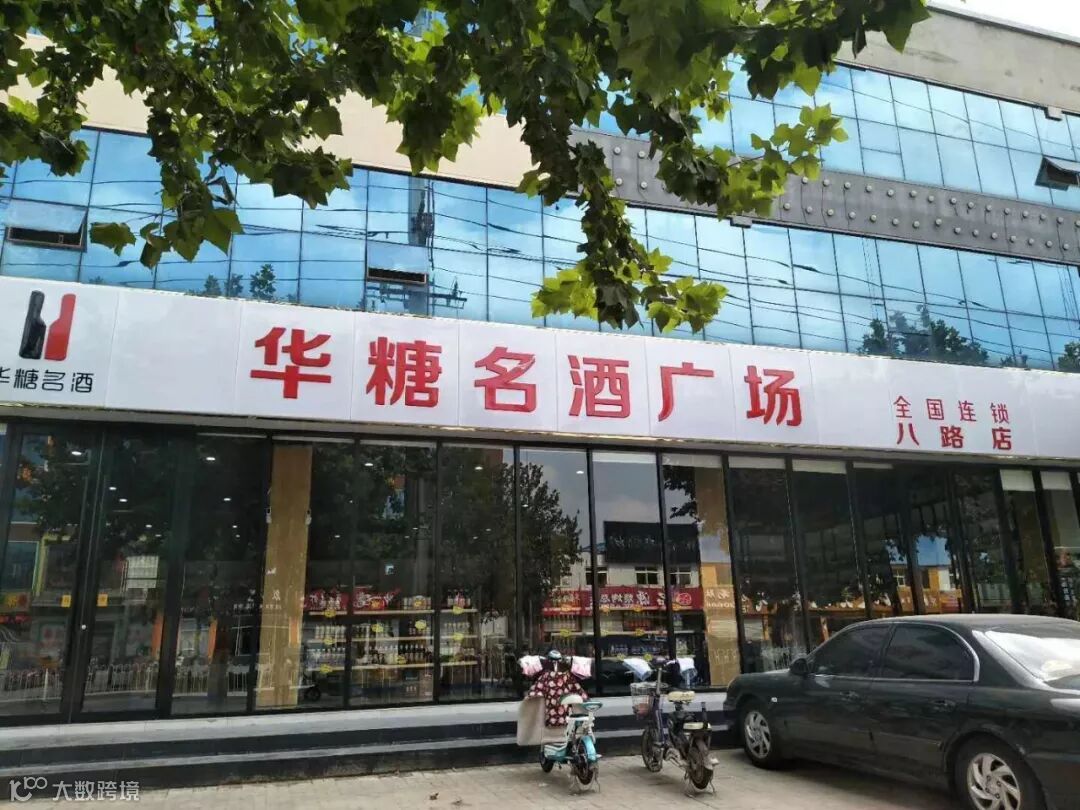 华糖名酒广场
华糖名酒
全国连锁
八路店
大数跨境